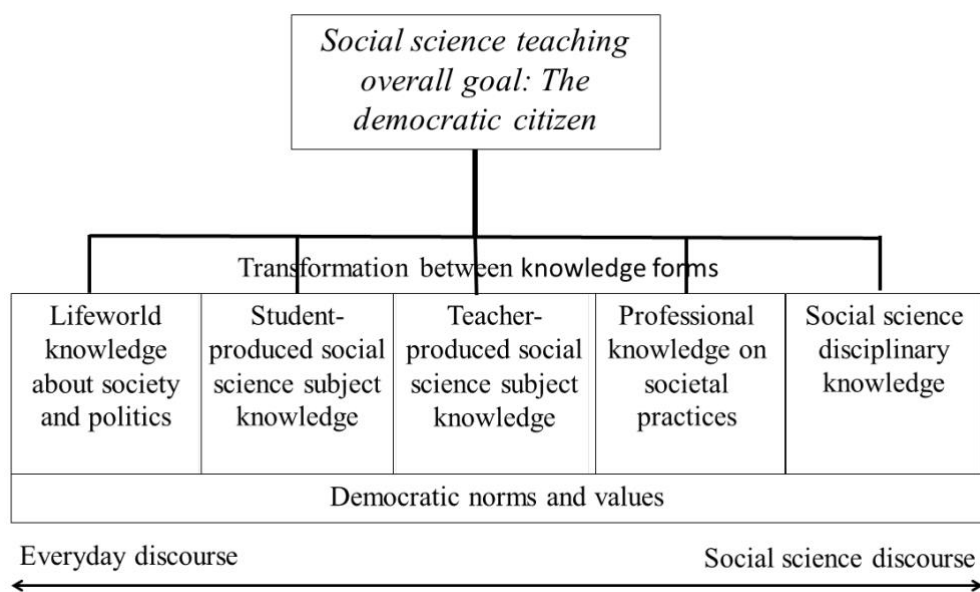 Social science teaching
overall goal: The
democratic citizen
Transformation between knowledge forms
Lifeworld
knowledge
about society
and politics
Student-
produced social
science subject
knowledge
Teacher-
produced social
science subject
knowledge
Professional
knowledge on
societal
practices
Social science
disciplinary
knowledge
Democratic norms and values
Everyday discourse
Social science discourse